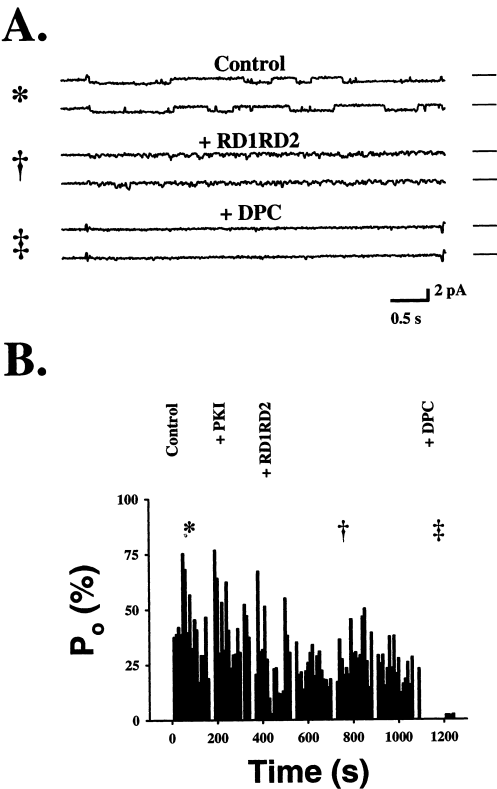 A.
Control
*
+ RD1RD2
†
+ DPC
‡
2 pA
0.5 s
B.
Control
+ PKI
+ RD1RD2
+ DPC
* † ‡
100
75
50
25
0
Po (%)
0 200 400 600 800 1000 1200
Time (s)